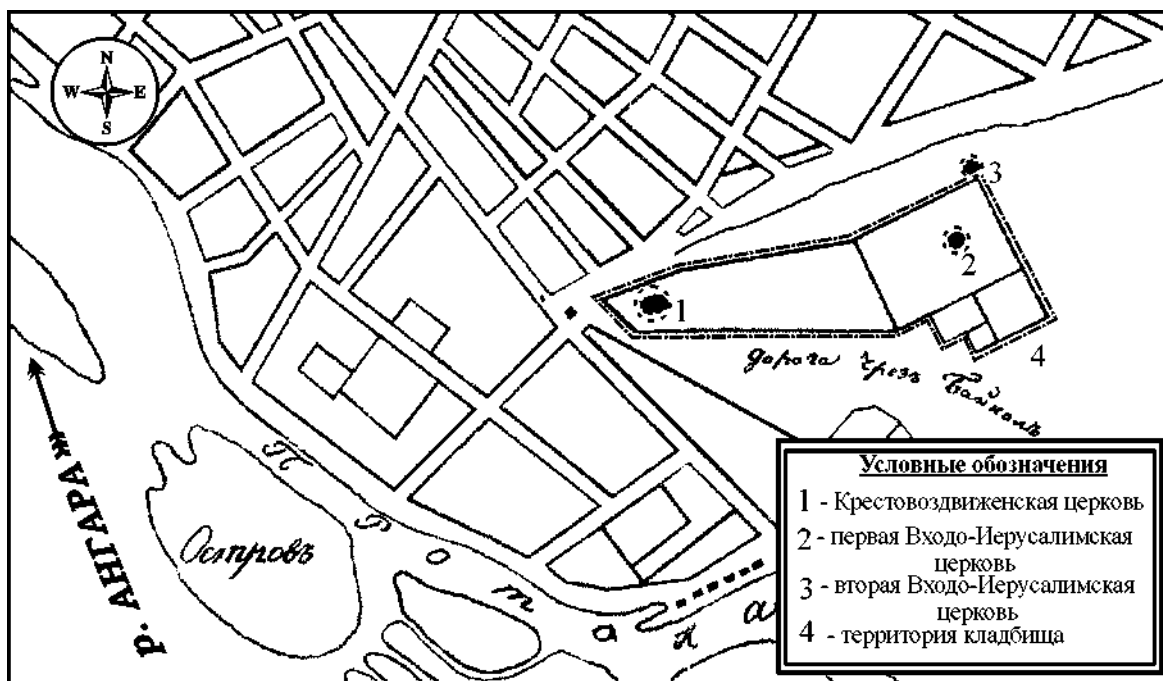 N
W E
S
3
2
1
дорога чрезъ Байкалъ
4
р. АНГАРА
Островъ
Протока
Условные обозначения
1 - Крестовоздвиженская церковь
2 - первая Входо-Иерусалимская
церковь
3 - вторая Входо-Иерусалимская
церковь
4 - территория кладбища